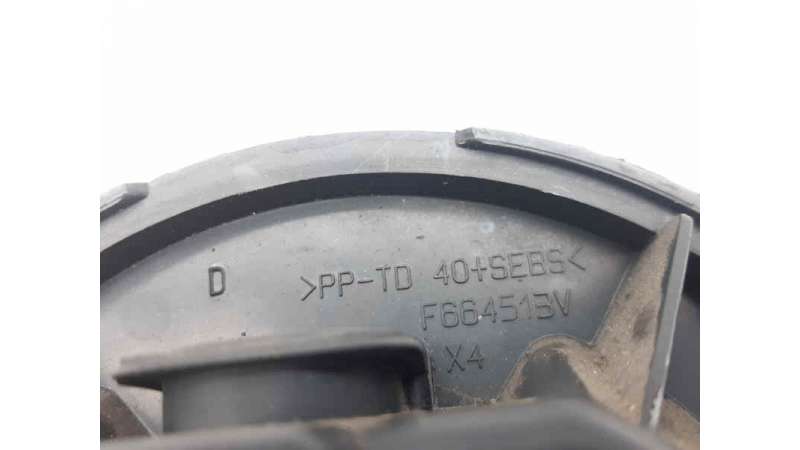 D >PP-TD 40+SEBS<
F664513V
X4